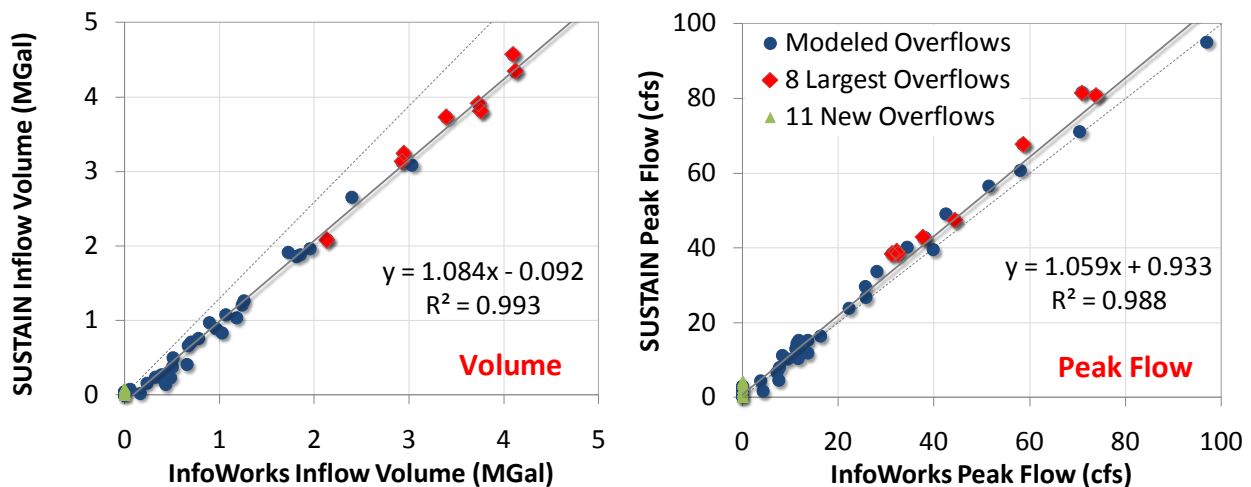 SUSTAIN Inflow Volume (MGal)
5
4
3
2
1
0
y = 1.084x - 0.092
R² = 0.993
Volume
0 1 2 3 4 5
InfoWorks Inflow Volume (MGal)
SUSTAIN Peak Flow (cfs)
100
80
60
40
20
0
Modeled Overflows
8 Largest Overflows
11 New Overflows
y = 1.059x + 0.933
R² = 0.988
Peak Flow
0 20 40 60 80 100
InfoWorks Peak Flow (cfs)